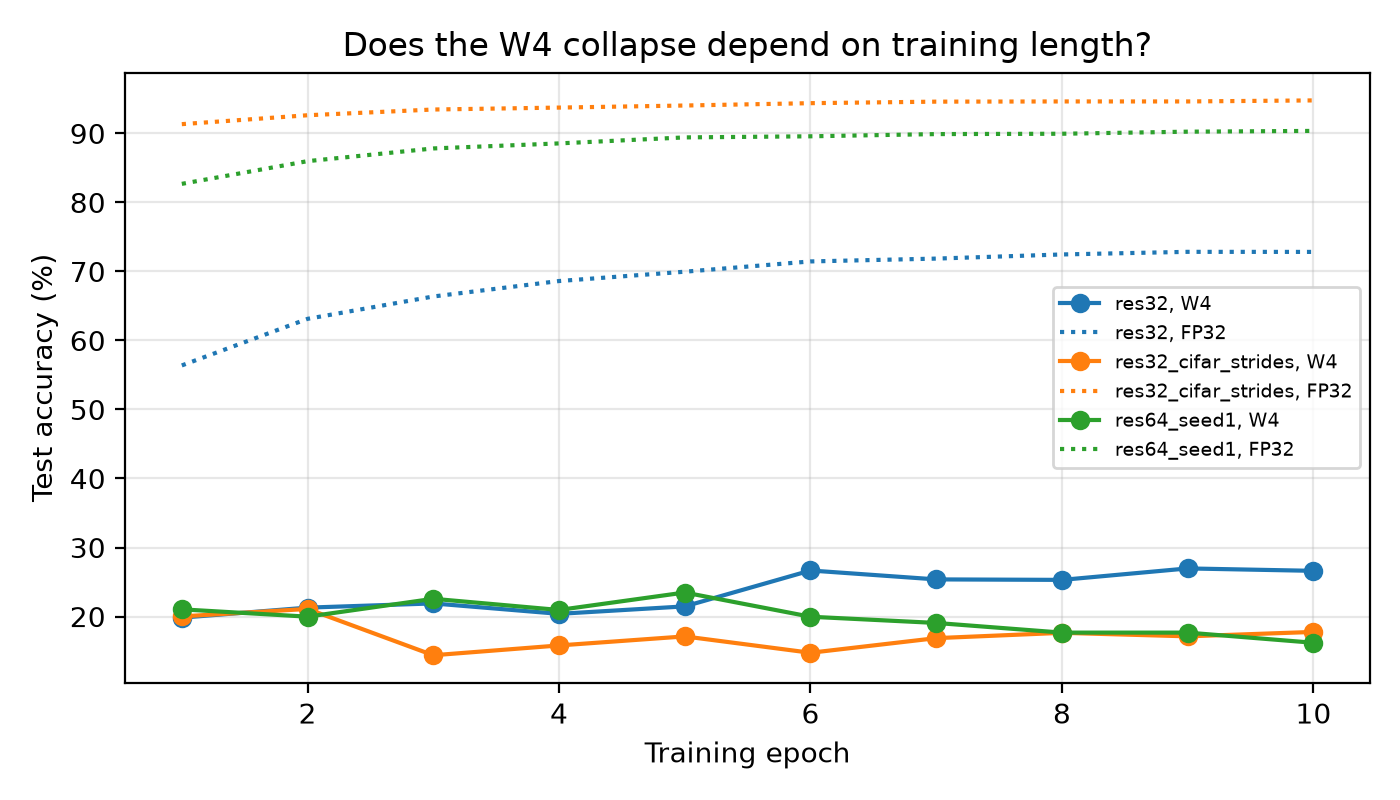 Does the W4 collapse depend on training length?
Test accuracy (%)
90
80
70
60
50
40
30
20
res32, W4
res32, FP32
res32_cifar_strides, W4
res32_cifar_strides, FP32
res64_seed1, W4
res64_seed1, FP32
2
4
6
8
10
Training epoch